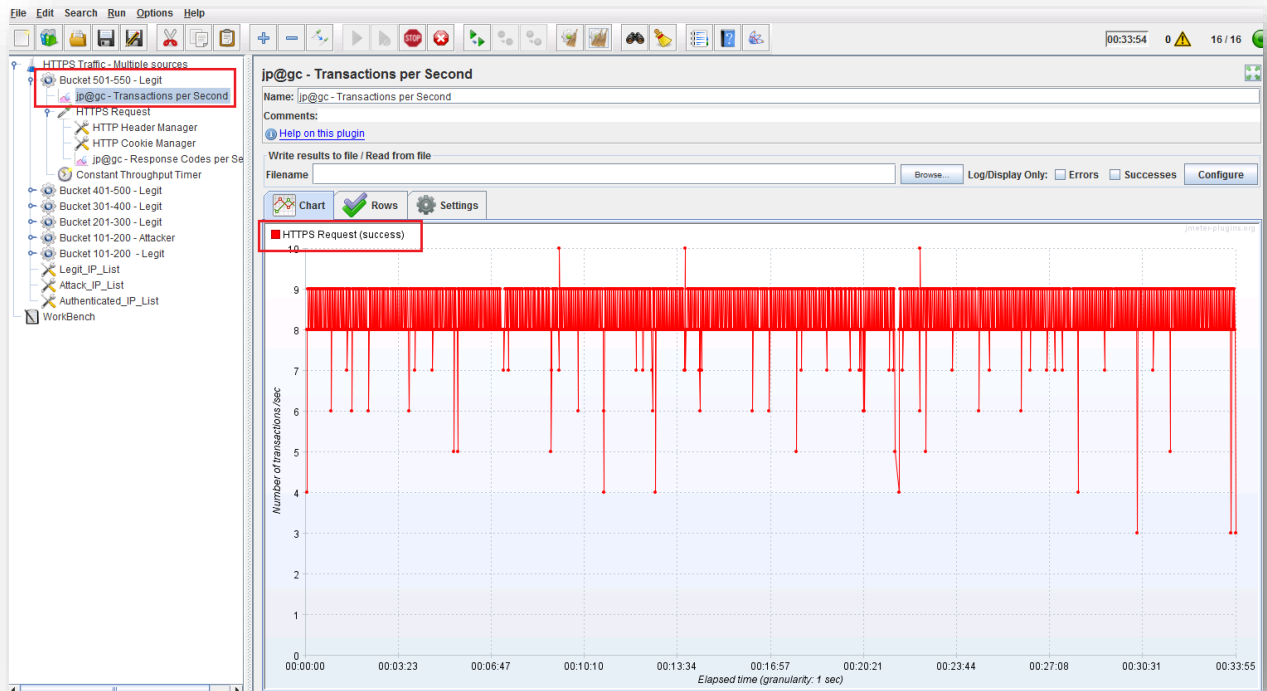 File Edit Search Run Options Help
STOP
00:33:54 0 16 / 16
HTTPS Traffic - Multiple sources
Bucket 501-550 - Legit
jp@gc - Transactions per Second
HTTPS Request
HTTP Header Manager
HTTP Cookie Manager
jp@gc - Response Codes per Se
Constant Throughput Timer
Bucket 401-500 - Legit
Bucket 301-400 - Legit
Bucket 201-300 - Legit
Bucket 101-200 - Attacker
Bucket 101-200 - Legit
Legit_IP_List
Attack_IP_List
Authenticated_IP_List
WorkBench
jp@gc - Transactions per Second
Name: jp@gc - Transactions per Second
Comments:
Help on this plugin
Write results to file / Read from file
Filename Browse... Log/Display Only: Errors Successes Configure
Chart Rows Settings
HTTPS Request (success)
jmeter-plugins.org
10
9
8
7
6
5
4
3
2
1
0
Number of transactions /sec
00:00:00 00:03:23 00:06:47 00:10:10 00:13:34 00:16:57 00:20:21 00:23:44 00:27:08 00:30:31 00:33:55
Elapsed time (granularity: 1 sec)